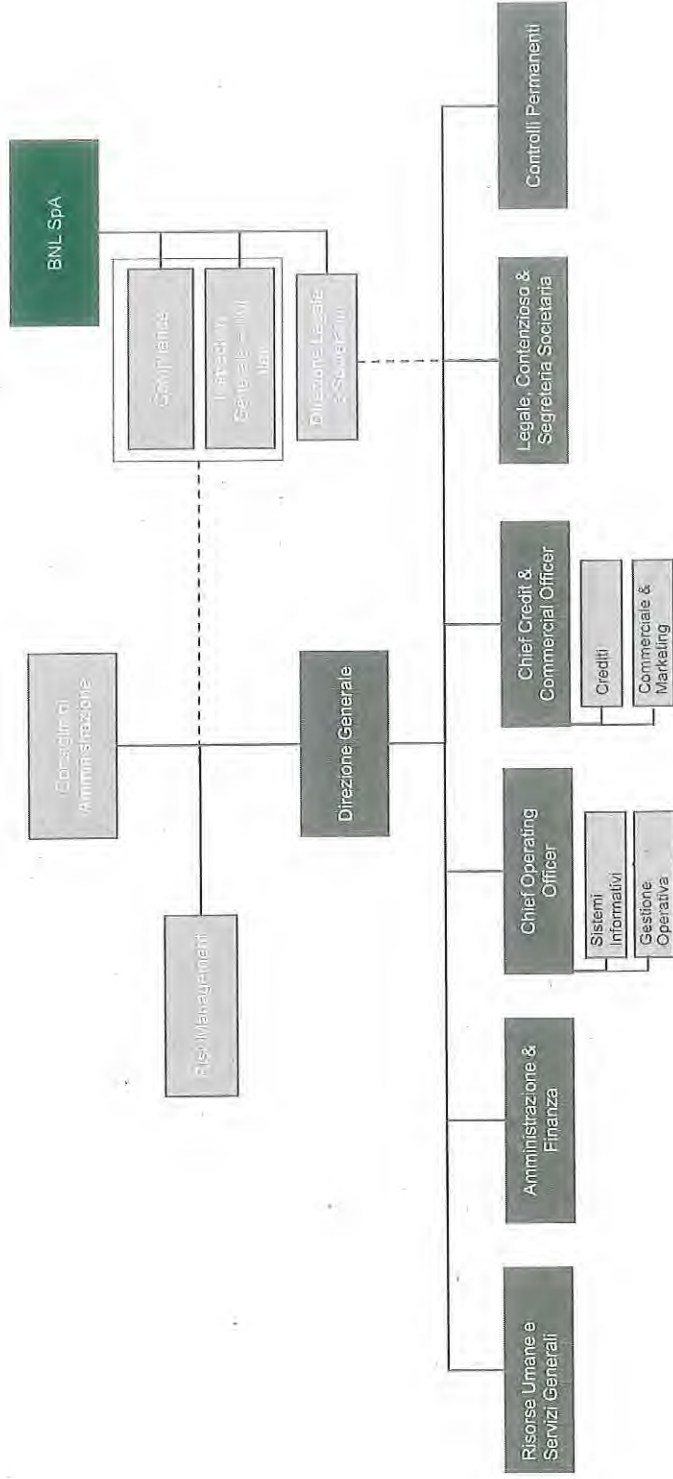 BNL SpA
Compliance
Generale
Direzione Legale
Consiglio di
Amministrazione
Risk Management
Direzione Generale
Risorse Umane e
Servizi Generali
Amministrazione &
Finanza
Chief Operating
Officer
Sistemi
Informativi
Gestione
Operativa
Chief Credit &
Commercial Officer
Crediti
Commerciale &
Marketing
Legale, Contenzioso &
Segreteria Societaria
Controlli Permanenti